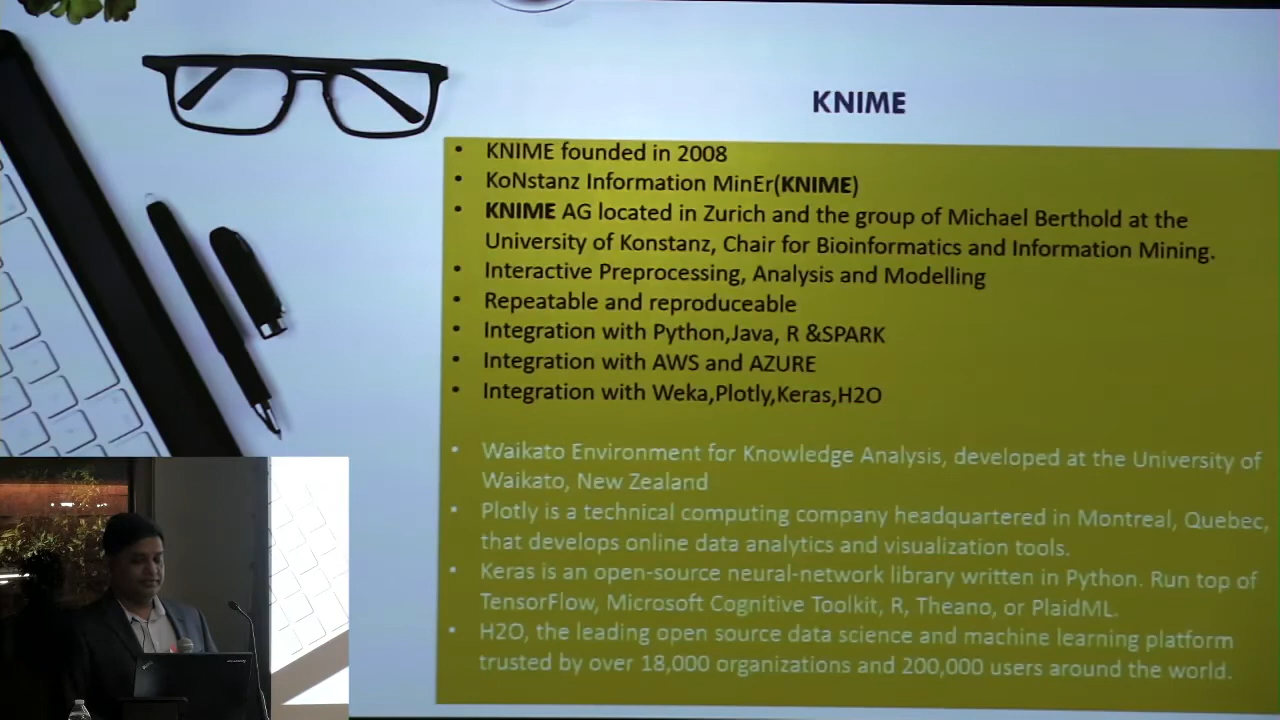 KNIME
• KNIME founded in 2008
• KoNstanz Information MinEr(KNIME)
• KNIME AG located in Zurich and the group of Michael Berthold at the
University of Konstanz, Chair for Bioinformatics and Information Mining.
• Interactive Preprocessing, Analysis and Modelling
• Repeatable and reproduceable
• Integration with Python,Java, R &SPARK
• Integration with AWS and AZURE
• Integration with Weka,Plotly,Keras,H2O
• Waikato Environment for Knowledge Analysis, developed at the University of
Waikato, New Zealand
• Plotly is a technical computing company headquartered in Montreal, Quebec,
that develops online data analytics and visualization tools.
• Keras is an open-source neural-network library written in Python. Run top of
TensorFlow, Microsoft Cognitive Toolkit, R, Theano, or PlaidML.
• H2O, the leading open source data science and machine learning platform
trusted by over 18,000 organizations and 200,000 users around the world.